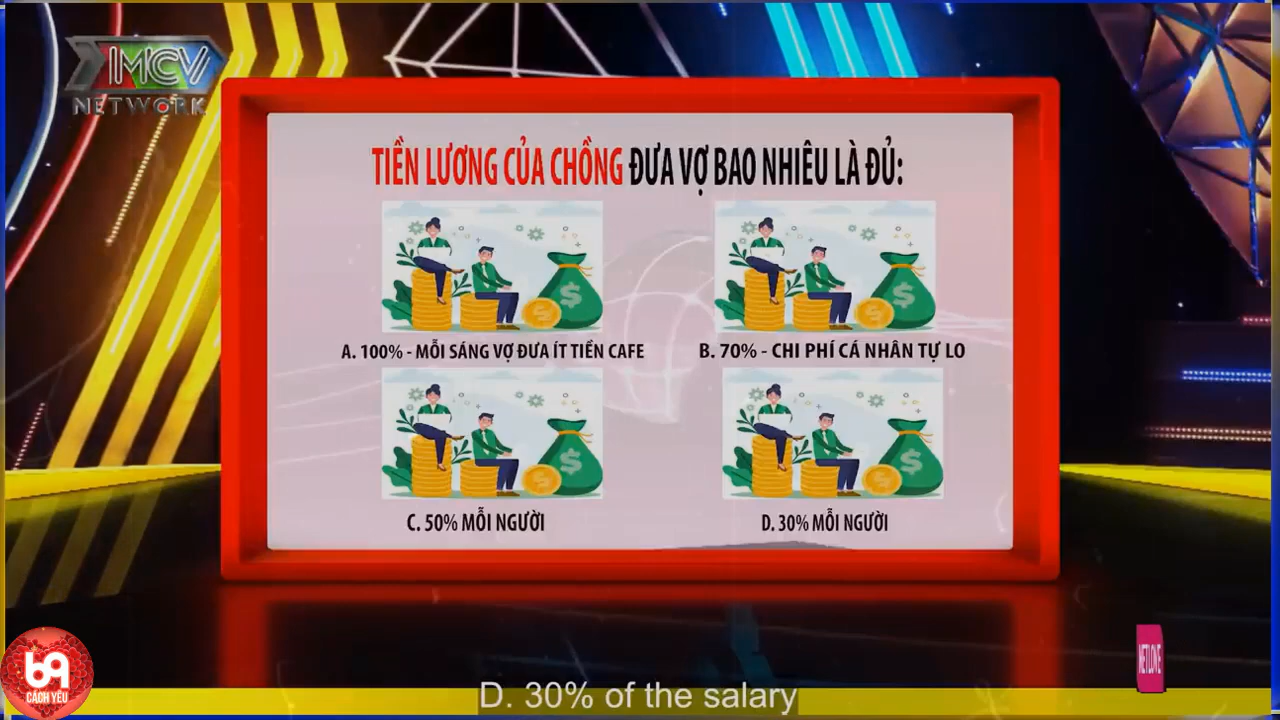 MCV
NETWORK
TIỀN LƯƠNG CỦA CHỒNG ĐƯA VỢ BAO NHIÊU LÀ ĐỦ:
A. 100% - MỖI SÁNG VỢ ĐƯA ÍT TIỀN CAFE
B. 70% - CHI PHÍ CÁ NHÂN TỰ LO
C. 50% MỖI NGƯỜI
D. 30% MỖI NGƯỜI
69
CÁCH YÊU
NETLOVE
D. 30% of the salary